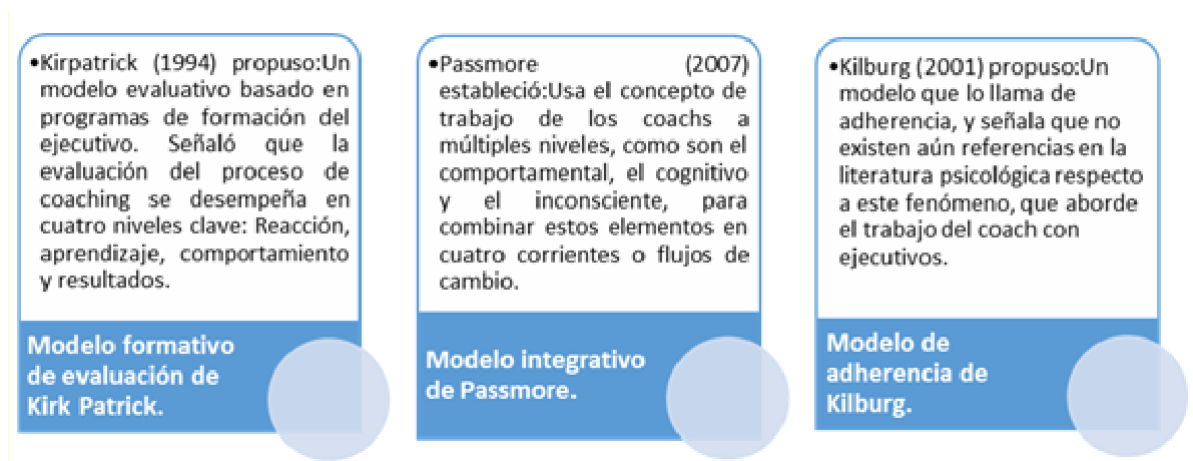 •Kirpatrick (1994) propuso:Un
modelo evaluativo basado en
programas de formación del
ejecutivo. Señaló que la
evaluación del proceso de
coaching se desempeña en
cuatro niveles clave: Reacción,
aprendizaje, comportamiento
y resultados.
Modelo formativo
de evaluación de
Kirk Patrick.
•Passmore (2007)
estableció:Usa el concepto de
trabajo de los coachs a
múltiples niveles, como son el
comportamental, el cognitivo
y el inconsciente, para
combinar estos elementos en
cuatro corrientes o flujos de
cambio.
Modelo integrativo
de Passmore.
•Kilburg (2001) propuso:Un
modelo que lo llama de
adherencia, y señala que no
existen aún referencias en la
literatura psicológica respecto
a este fenómeno, que aborde
el trabajo del coach con
ejecutivos.
Modelo de
adherencia de
Kilburg.